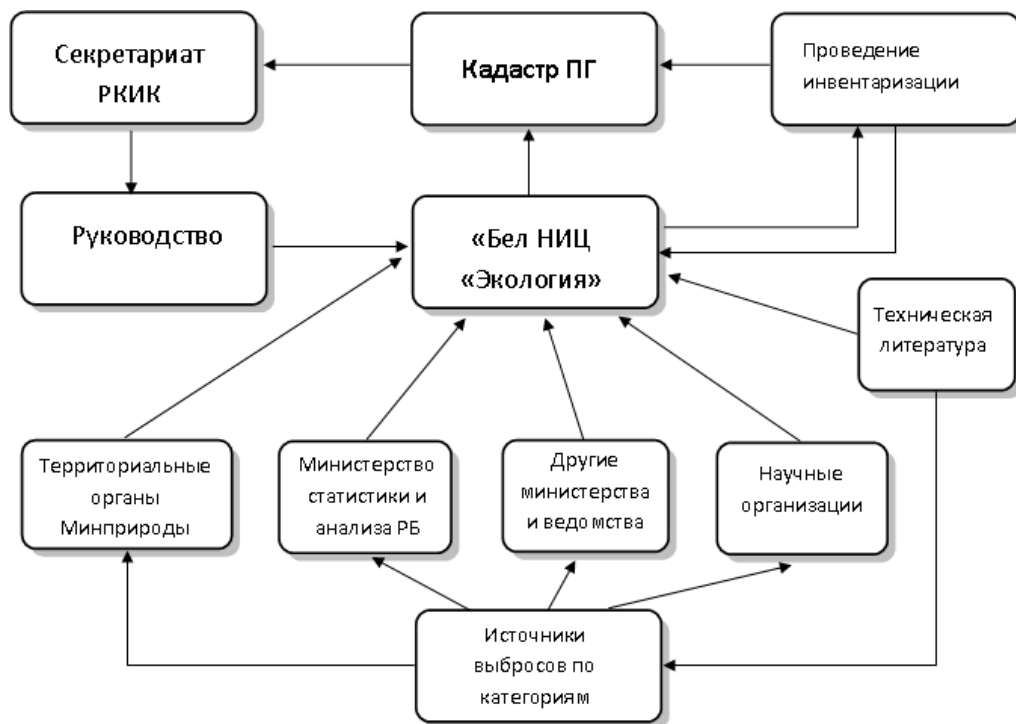 Секретариат
РКИК
Кадастр ПГ
Проведение
инвентаризации
Руководство
«Бел НИЦ
«Экология»
Техническая
литература
Территориальные
органы
Минприроды
Министерство
статистики и
анализа РБ
Другие
министерства
и ведомства
Научные
организации
Источники
выбросов по
категориям